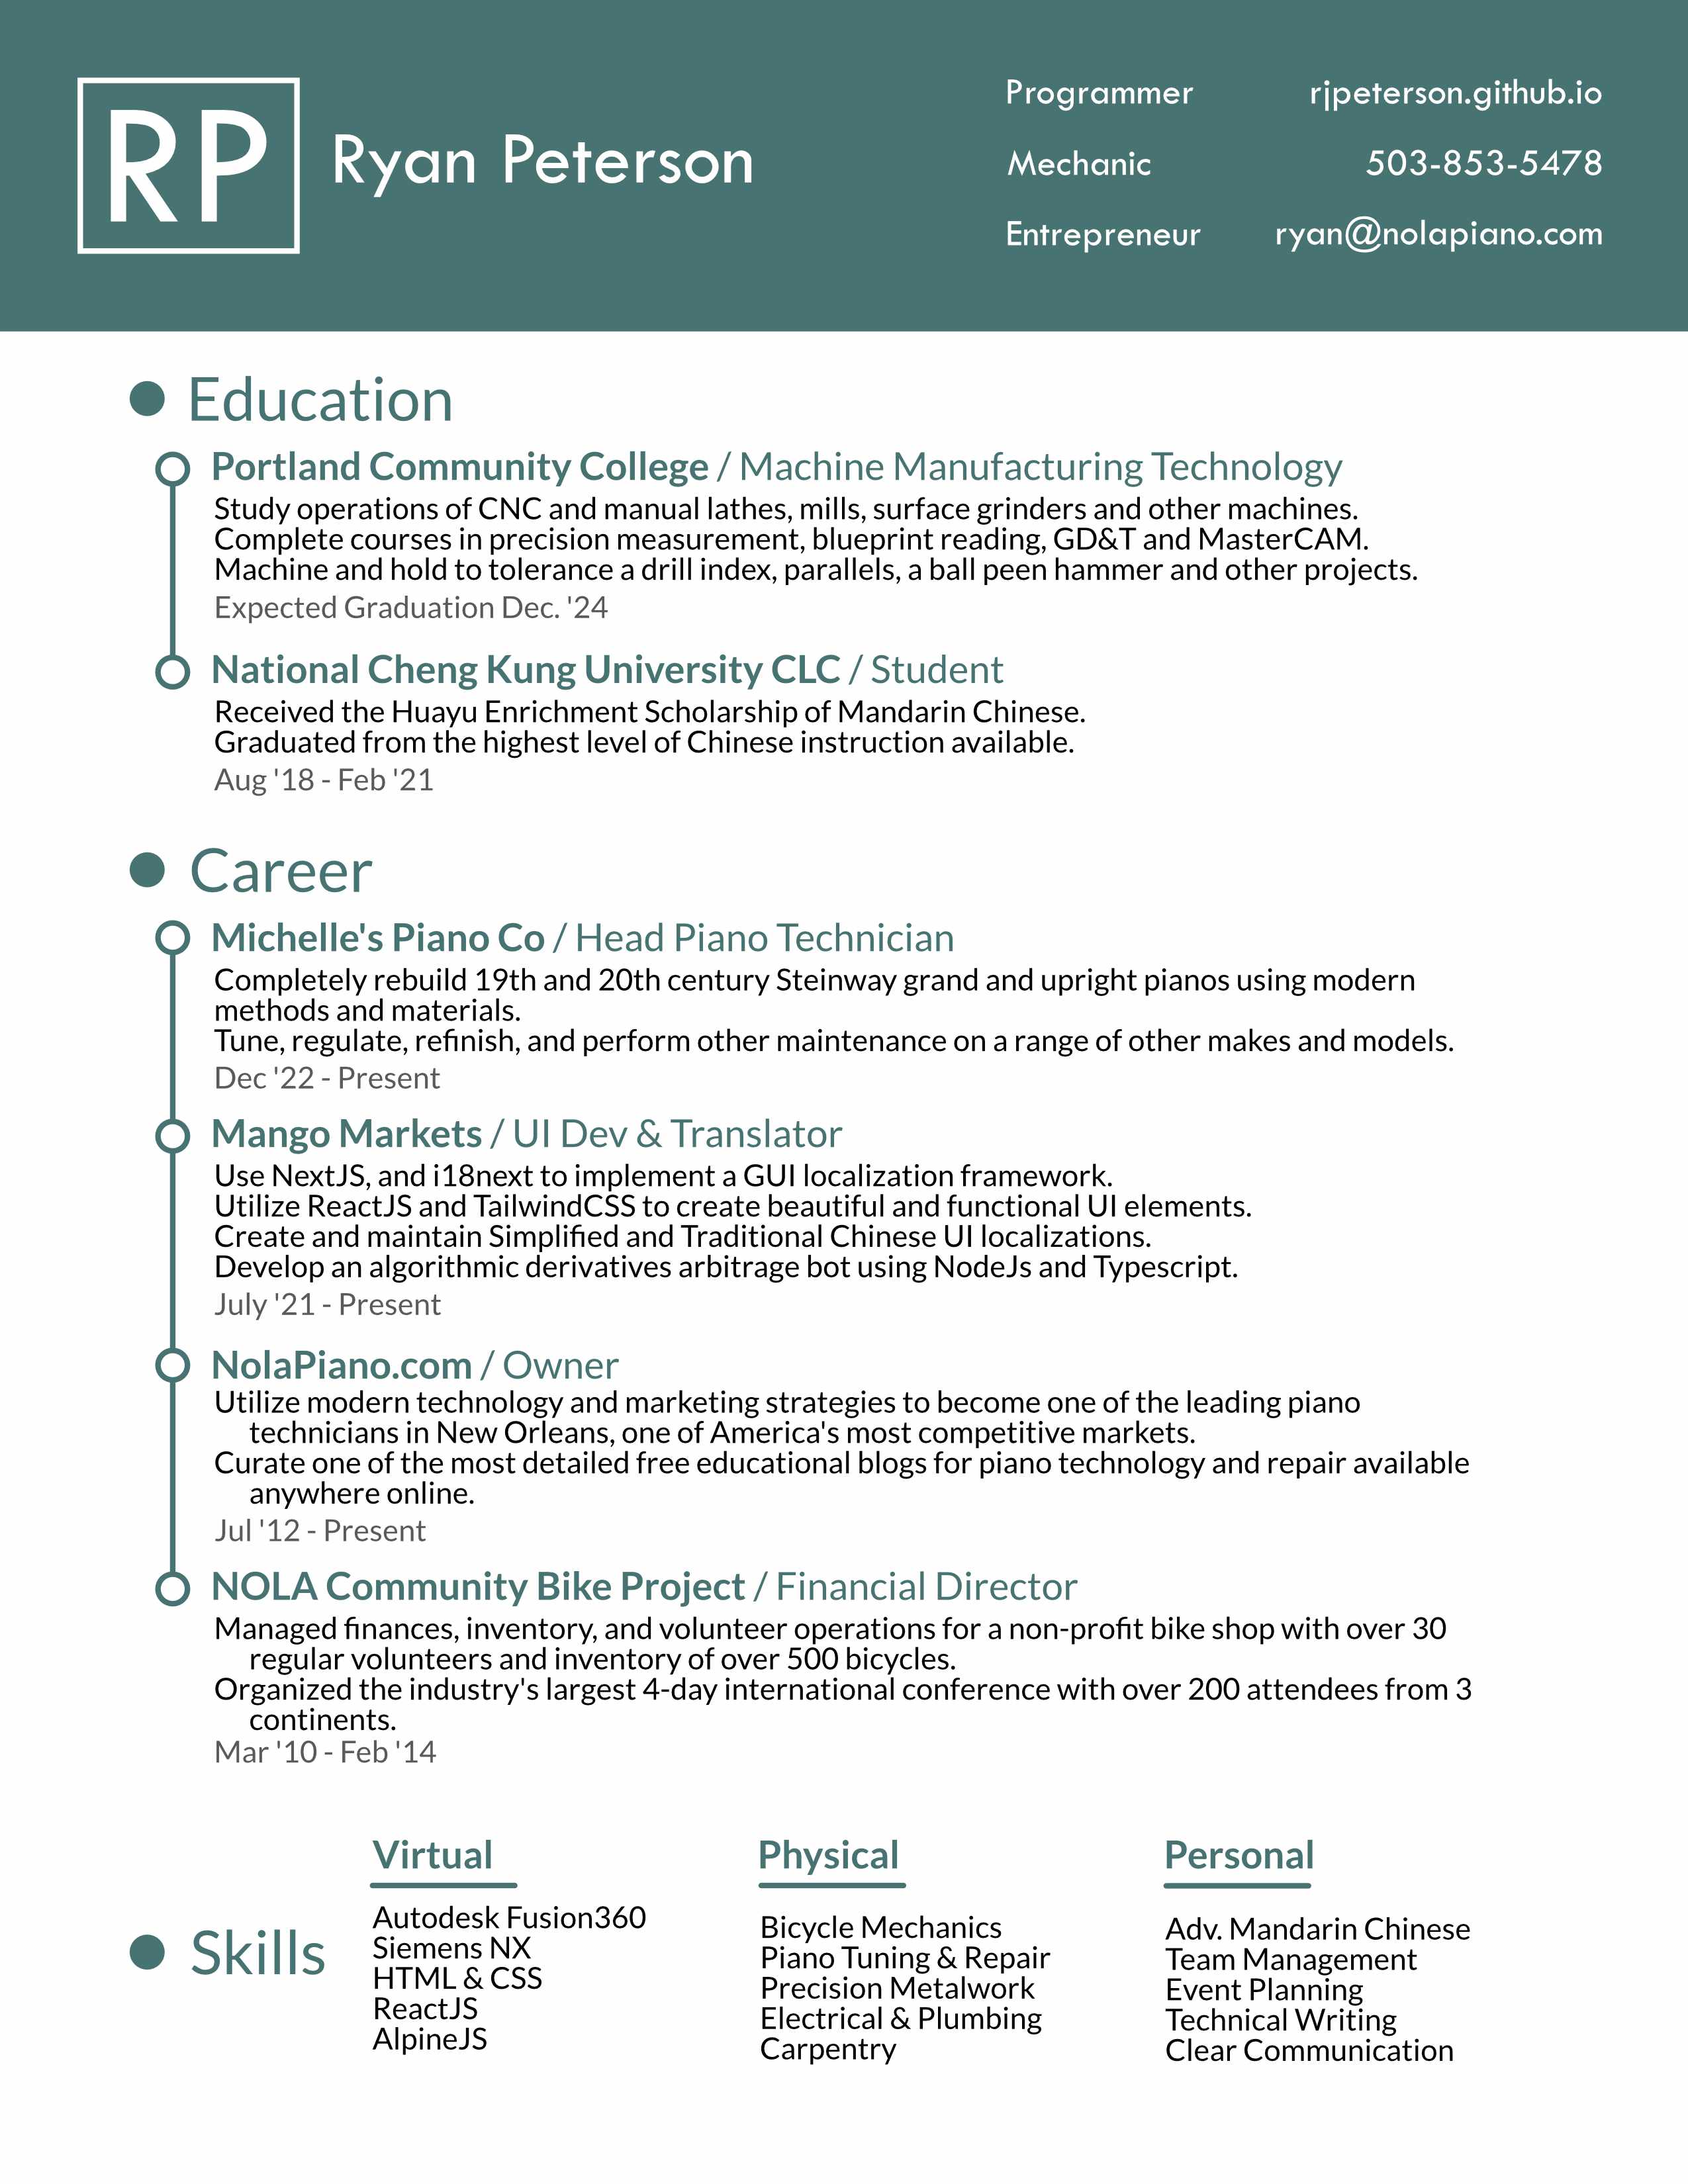 RP
Ryan Peterson
Programmer
Mechanic
Entrepreneur
rjpeterson.github.io
503-853-5478
ryan@nolapiano.com
Education
Portland Community College / Machine Manufacturing Technology
Study operations of CNC and manual lathes, mills, surface grinders and other machines.
Complete courses in precision measurement, blueprint reading, GD&T and MasterCAM.
Machine and hold to tolerance a drill index, parallels, a ball peen hammer and other projects.
Expected Graduation Dec. '24
National Cheng Kung University CLC / Student
Received the Huayu Enrichment Scholarship of Mandarin Chinese.
Graduated from the highest level of Chinese instruction available.
Aug '18 - Feb '21
Career
Michelle's Piano Co / Head Piano Technician
Completely rebuild 19th and 20th century Steinway grand and upright pianos using modern
methods and materials.
Tune, regulate, refinish, and perform other maintenance on a range of other makes and models.
Dec '22 - Present
Mango Markets / UI Dev & Translator
Use NextJS, and i18next to implement a GUI localization framework.
Utilize ReactJS and TailwindCSS to create beautiful and functional UI elements.
Create and maintain Simplified and Traditional Chinese UI localizations.
Develop an algorithmic derivatives arbitrage bot using NodeJs and Typescript.
July '21 - Present
NolaPiano.com / Owner
Utilize modern technology and marketing strategies to become one of the leading piano
technicians in New Orleans, one of America's most competitive markets.
Curate one of the most detailed free educational blogs for piano technology and repair available
anywhere online.
Jul '12 - Present
NOLA Community Bike Project / Financial Director
Managed finances, inventory, and volunteer operations for a non-profit bike shop with over 30
regular volunteers and inventory of over 500 bicycles.
Organized the industry's largest 4-day international conference with over 200 attendees from 3
continents.
Mar '10 - Feb '14
Skills
Virtual
Autodesk Fusion360
Siemens NX
HTML & CSS
ReactJS
AlpineJS
Physical
Bicycle Mechanics
Piano Tuning & Repair
Precision Metalwork
Electrical & Plumbing
Carpentry
Personal
Adv. Mandarin Chinese
Team Management
Event Planning
Technical Writing
Clear Communication